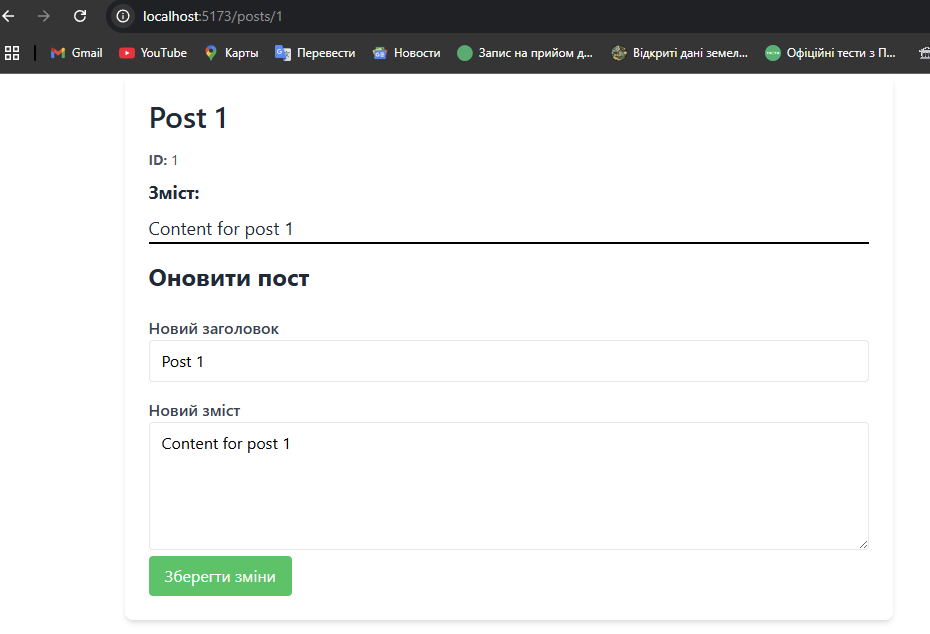 localhost:5173/posts/1
Gmail YouTube Карты Перевести Новости Запис на прийом д... Відкриті дані земел... Офіційні тести з П...
Post 1
ID: 1
Зміст:
Content for post 1
Оновити пост
Новий заголовок
Post 1
Новий зміст
Content for post 1
Зберегти зміни